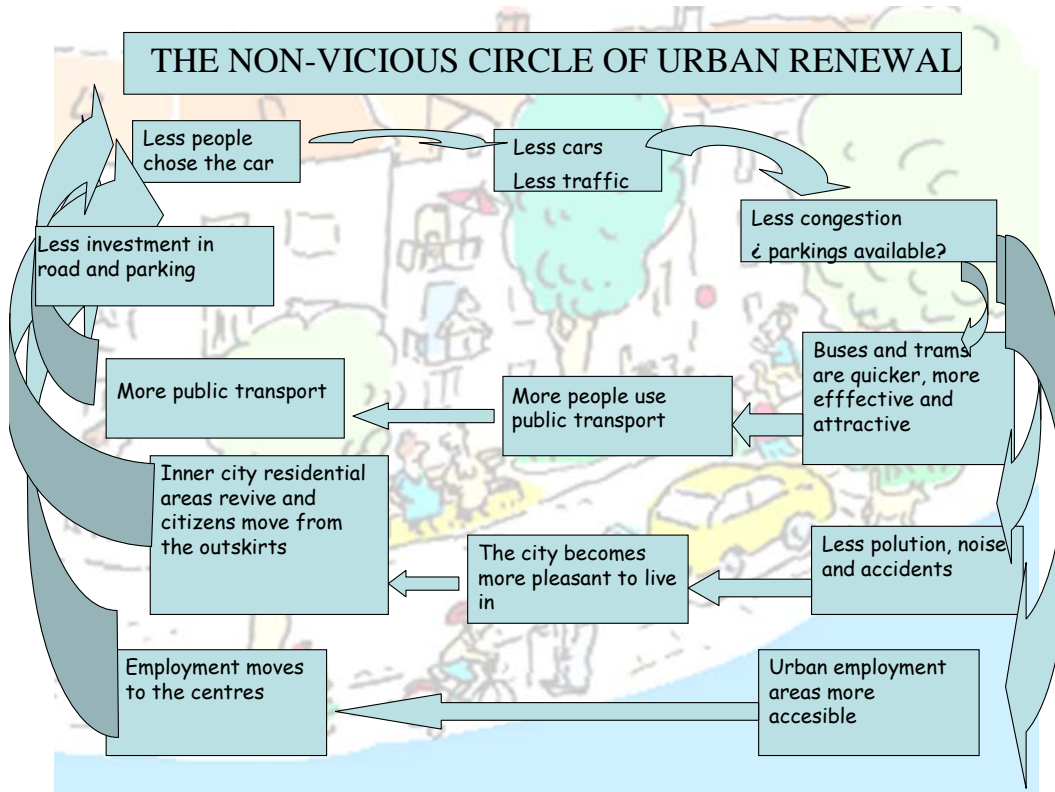 THE NON-VICIOUS CIRCLE OF URBAN RENEWAL
Less people
chose the car
Less cars
Less traffic
Less congestion
¿ parkings available?
Less investment in
road and parking
Buses and trams
are quicker, more
efffective and
attractive
More people use
public transport
More public transport
Inner city residential
areas revive and
citizens move from
the outskirts
The city becomes
more pleasant to live
in
Less polution, noise
and accidents
Employment moves
to the centres
Urban employment
areas more
accesible